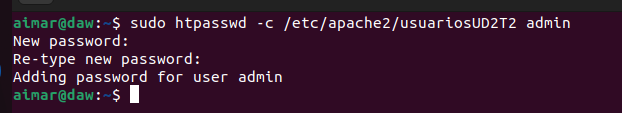 aimar@daw:~$ sudo htpasswd -c /etc/apache2/usuariosUD2T2 admin
New password:
Re-type new password:
Adding password for user admin
aimar@daw:~$